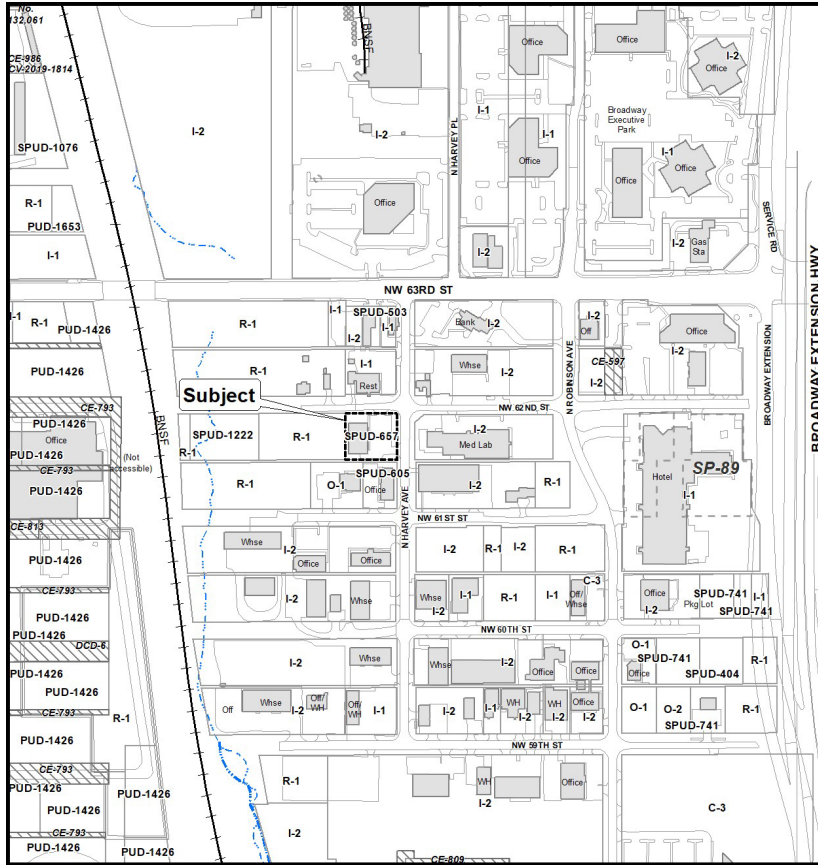 No.
132,061
CE-986
CV-2019-1814
SPUD-1076
R-1
PUD-1653
I-1
I-2
BNSF
I-2
Office
N HARVEY PL
Office
I-1
I-1
Office
Office
I-2
Office
Broadway
Executive
Park
I-1
Office
Office
I-2
I-2
Gas
Sta
SERVICE RD
BROADWAY EXTENSION HWY
NW 63RD ST
I-1
R-1
PUD-1426
PUD-1426
R-1
I-1
SPUD-503
I-1
I-2
Bank
I-2
I-2
Off
Office
I-2
R-1
I-1
Rest
Whse
I-2
N ROBINSON AVE
CE-597
I-2
BROADWAY EXTENSION
Subject
NW 62ND ST
CE-793
PUD-1426
Office
PUD-1426
CE-793
PUD-1426
(Not
accessible)
BNSF
SPUD-1222
R-1
R-1
SPUD-657
I-2
Med Lab
Hotel
SP-89
I-1
R-1
O-1
SPUD-605
Office
I-2
R-1
CE-813
PUD-1426
N HARVEY AVE
NW 61ST ST
Whse
I-2
Office
Office
I-2
R-1
I-2
R-1
CE-793
PUD-1426
PUD-1426
DCD-6
I-2
Whse
Whse
I-2
I-1
R-1
I-1
C-3
Off/
Whse
Office
I-2
Pkg Lot
SPUD-741
I-1
SPUD-741
NW 60TH ST
PUD-1426
CE-793
PUD-1426
R-1
I-2
Whse
Whse
I-2
Office
Office
O-1
Office
SPUD-741
SPUD-404
R-1
Off
Whse
I-2
Off/
WH
Off/
WH
I-1
I-2
I-1
WH
I-2
WH
I-2
Office
I-2
O-1
O-2
SPUD-741
R-1
NW 59TH ST
CE-793
PUD-1426
PUD-1426
CE-793
PUD-1426
PUD-1426
R-1
I-2
WH
I-2
Office
C-3
CE-809